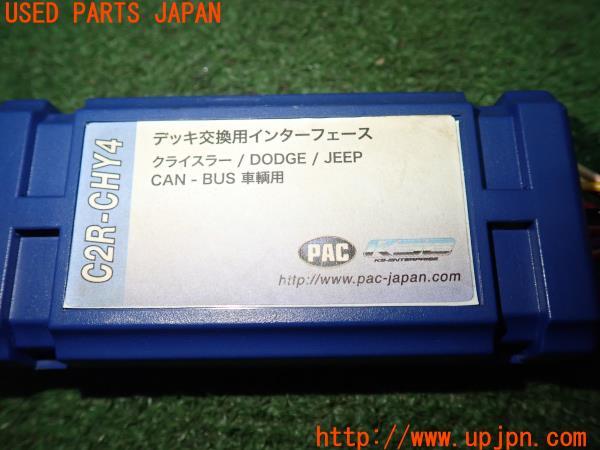 USED PARTS JAPAN
C2R-CHY4
デッキ交換用インターフェース
クライスラー / DODGE / JEEP
CAN - BUS 車輌用
PAC
http://www.pac-japan.com
http://www.upjpn.com